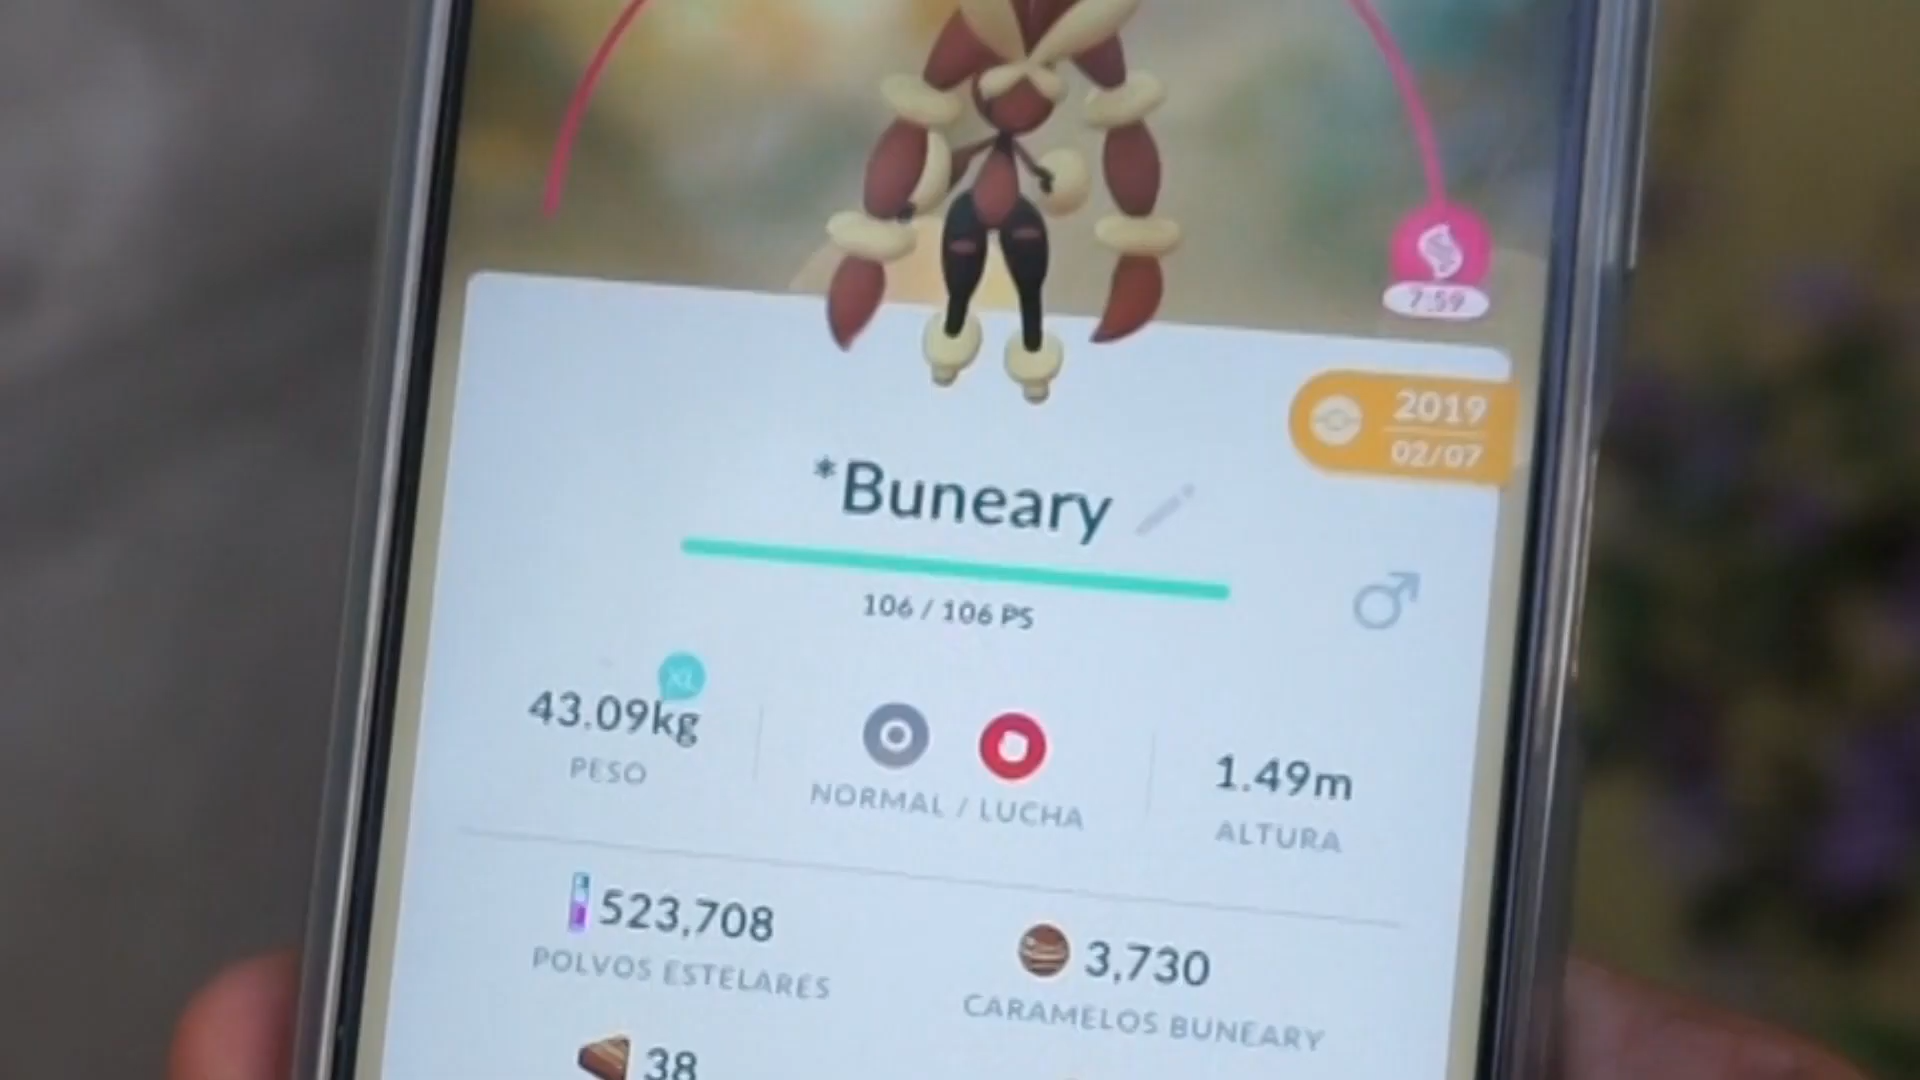 7:59
2019
02/07
*Buneary
106 / 106 PS
XL
43.09kg
PESO
NORMAL / LUCHA
1.49m
ALTURA
523,708
POLVOS ESTELARES
3,730
CARAMELOS BUNEARY
38